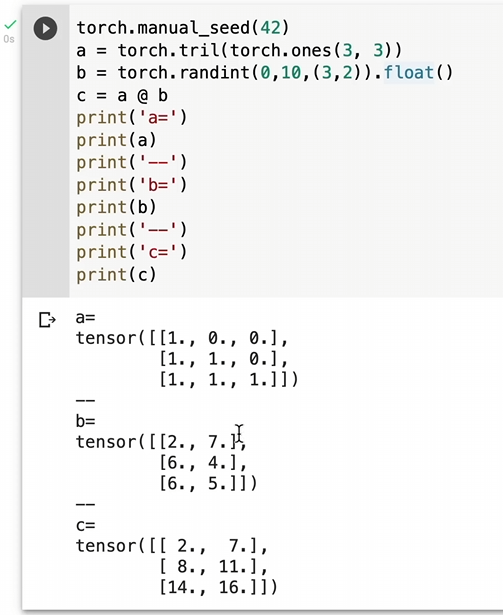 0s
torch.manual_seed(42)
a = torch.tril(torch.ones(3, 3))
b = torch.randint(0,10,(3,2)).float()
c = a @ b
print('a=')
print(a)
print('--')
print('b=')
print(b)
print('--')
print('c=')
print(c)
a=
tensor([[1., 0., 0.],
        [1., 1., 0.],
        [1., 1., 1.]])
--
b=
tensor([[2., 7.],
        [6., 4.],
        [6., 5.]])
--
c=
tensor([[ 2.,  7.],
        [ 8., 11.],
        [14., 16.]])